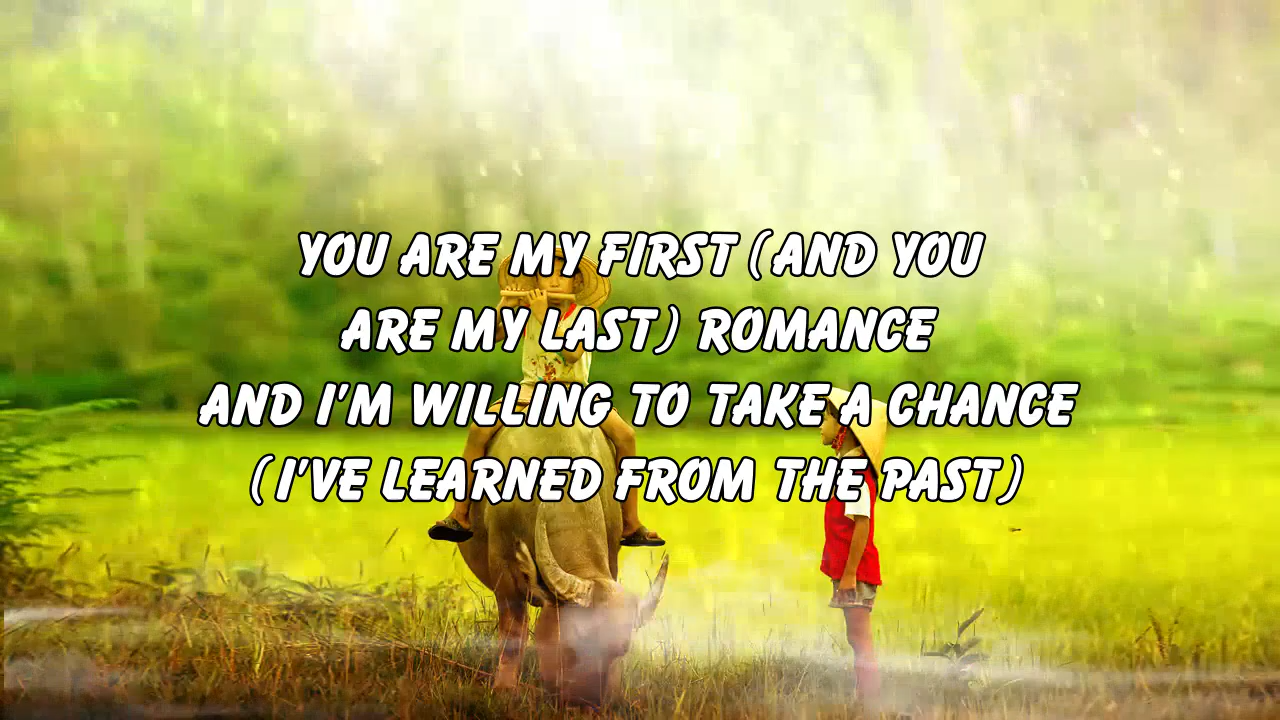 YOU ARE MY FIRST (AND YOU
ARE MY LAST) ROMANCE
AND I'M WILLING TO TAKE A CHANCE
(I'VE LEARNED FROM THE PAST)